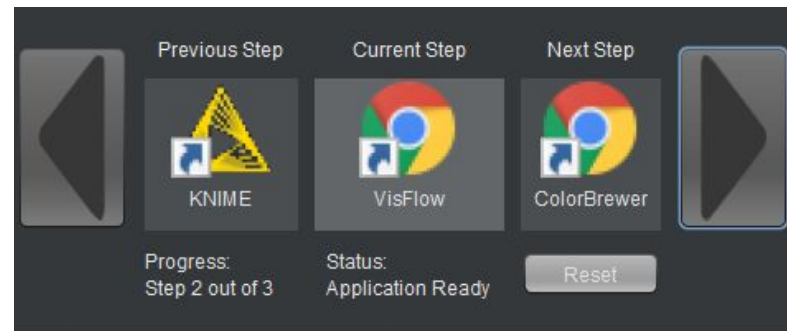 Previous Step
Current Step
Next Step
KNIME
VisFlow
ColorBrewer
Progress:
Step 2 out of 3
Status:
Application Ready
Reset